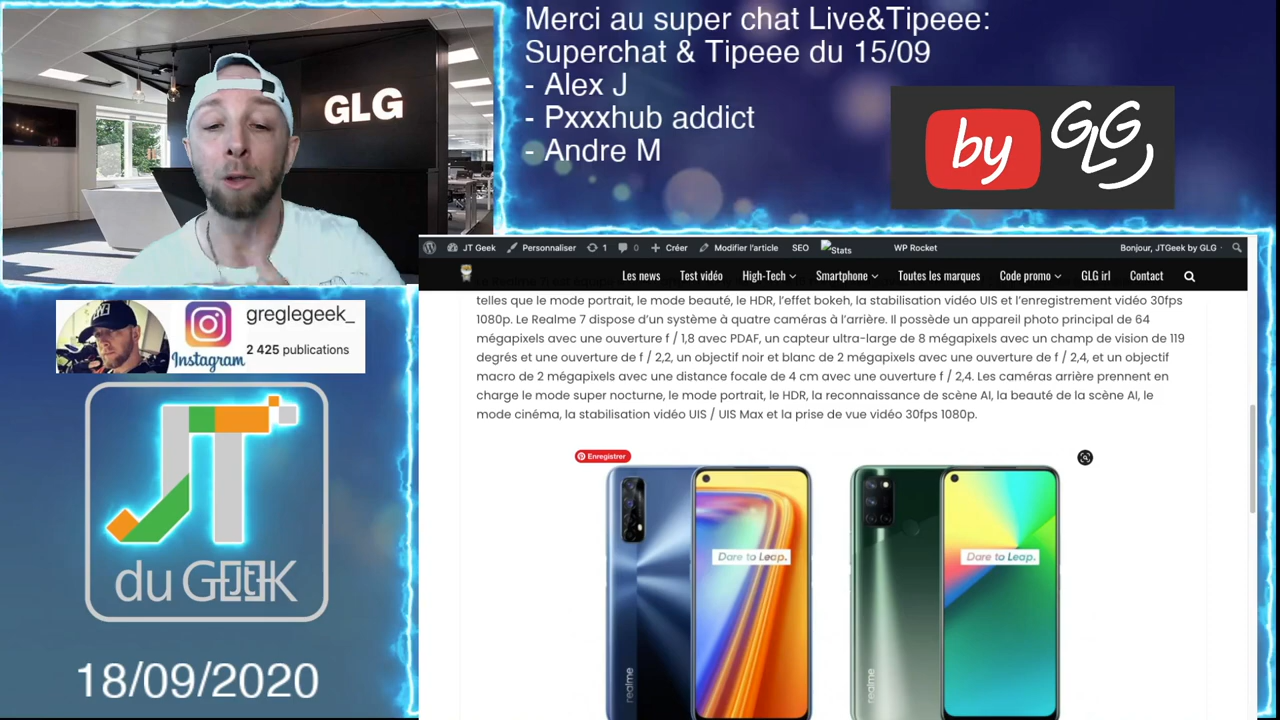 GLG
Merci au super chat Live&Tipeee:
Superchat & Tipeee du 15/09
- Alex J
- Pxxxhub addict
- Andre M
by GLG
JT Geek Personnaliser 1 0 Créer Modifier l'article SEO Stats WP Rocket Bonjour, JTGeek by GLG
Les news Test vidéo High-Tech Smartphone Toutes les marques Code promo GLG irl Contact
telles que le mode portrait, le mode beauté, le HDR, l'effet bokeh, la stabilisation vidéo UIS et l'enregistrement vidéo 30fps
1080p. Le Realme 7 dispose d'un système à quatre caméras à l'arrière. Il possède un appareil photo principal de 64
mégapixels avec une ouverture f / 1,8 avec PDAF, un capteur ultra-large de 8 mégapixels avec un champ de vision de 119
degrés et une ouverture de f / 2,2, un objectif noir et blanc de 2 mégapixels avec une ouverture de f / 2,4, et un objectif
macro de 2 mégapixels avec une distance focale de 4 cm avec une ouverture f / 2,4. Les caméras arrière prennent en
charge le mode super nocturne, le mode portrait, le HDR, la reconnaissance de scène AI, la beauté de la scène AI, le
mode cinéma, la stabilisation vidéo UIS / UIS Max et la prise de vue vidéo 30fps 1080p.
Enregistrer
Dare to Leap.
Dare to Leap.
realme
realme
greglegeek_
Instagram
2 425 publications
JT
du GEEK
18/09/2020